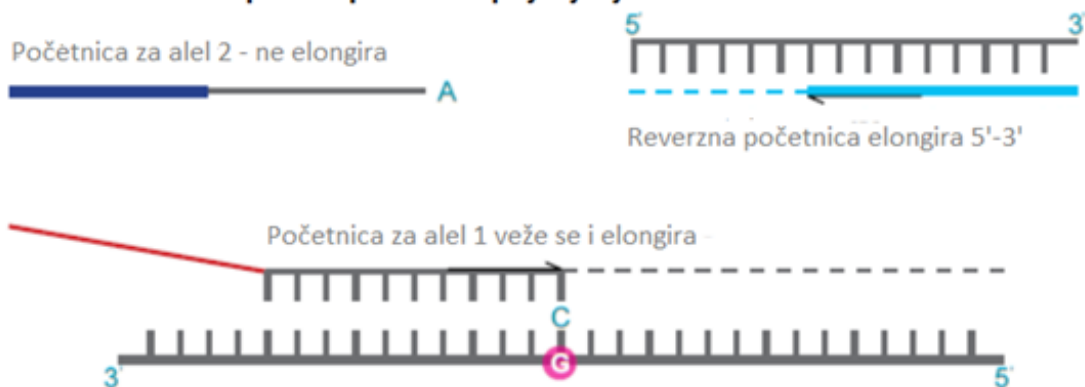 Početnica za alel 2 - ne elongira
A
5'
3'
Reverzna početnica elongira 5'-3'
Početnica za alel 1 veže se i elongira
C
G
3'
5'